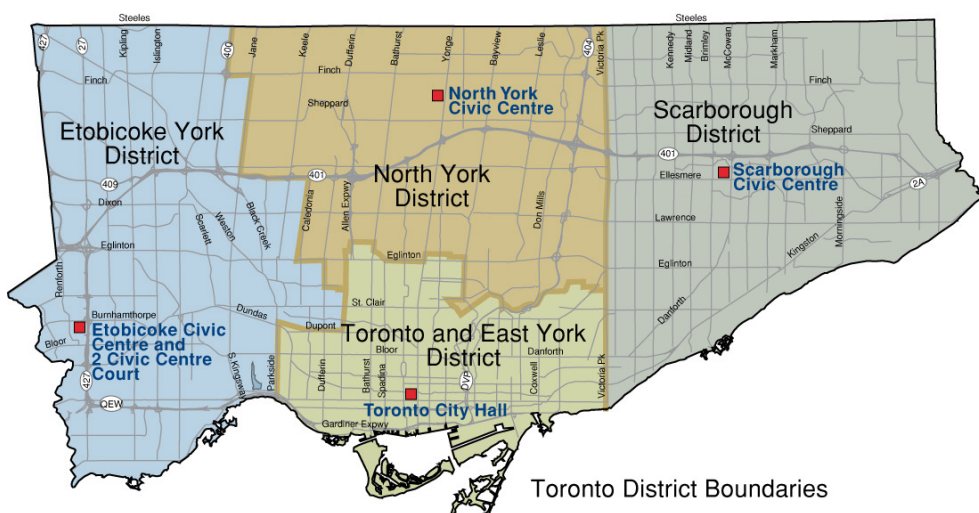 Steeles
Steeles
427
27
Kipling
Islington
400
Jane
Keele
Dufferin
Bathurst
Yonge
Bayview
Leslie
404
Victoria Pk
Kennedy
Midland
Brimley
McCowan
Markham
Finch
Finch
Finch
Sheppard
North York
Civic Centre
Etobicoke York
District
Scarborough
District
Sheppard
401
401
North York
District
Ellesmere
Scarborough
Civic Centre
2A
409
Dixon
Scarlett
Weston
Black Creek
Caledonia
Allen Expwy
Don Mills
Lawrence
Morningside
Kingston
Eglinton
Eglinton
Eglinton
Renforth
Burnhamthorpe
Dundas
St. Clair
Danforth
Bloor
Etobicoke Civic
Centre and
2 Civic Centre
Court
Dupont
Toronto and East York
District
Bloor
Danforth
427
QEW
S Kingsway
Parkside
Dufferin
Bathurst
Spadina
DVP
Coxwell
Victoria Pk
Toronto City Hall
Gardiner Expwy
Toronto District Boundaries